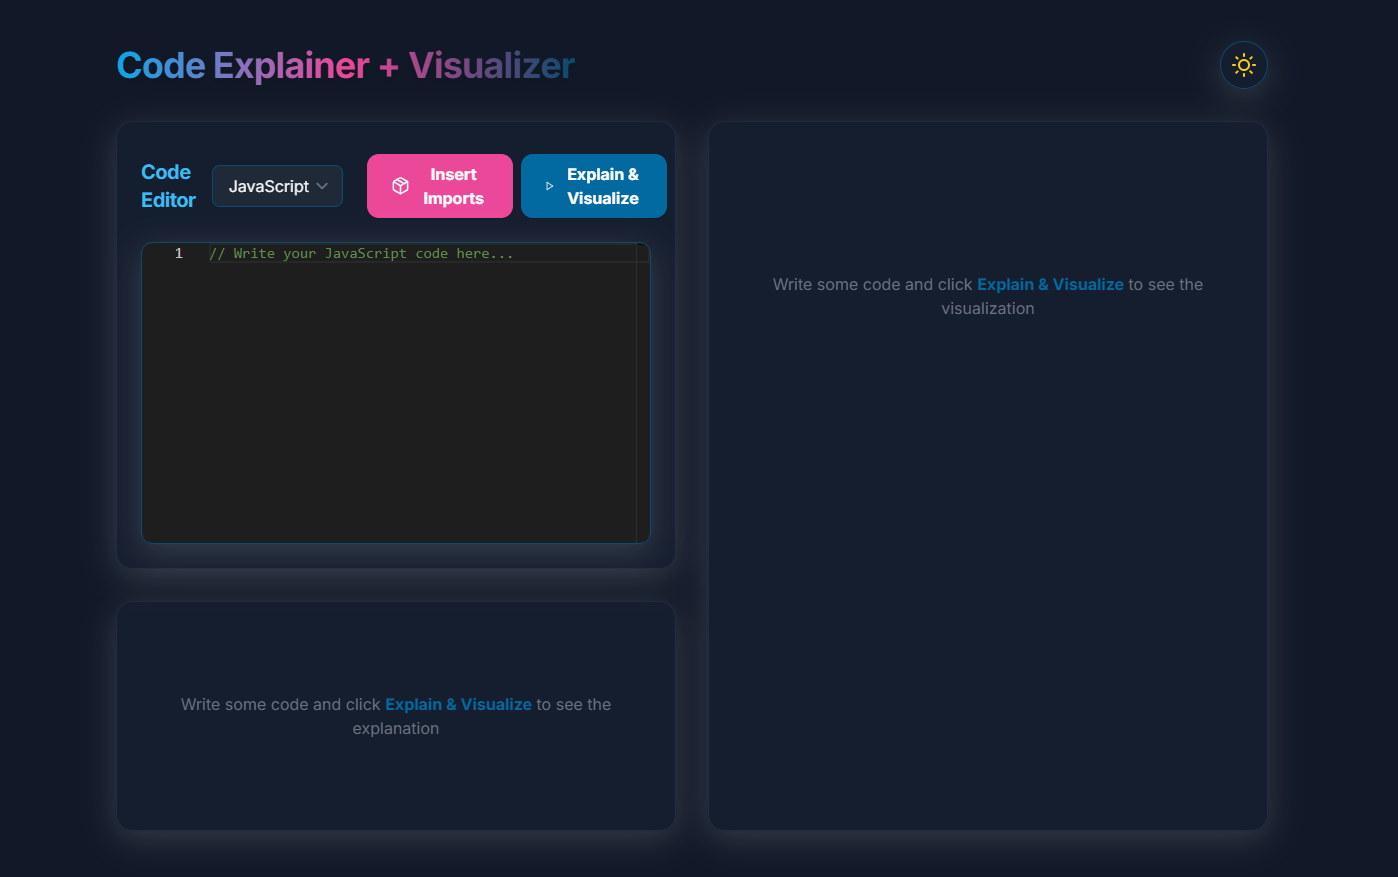 Code Explainer + Visualizer
Code
Editor
JavaScript
Insert
Imports
Explain &
Visualize
1
// Write your JavaScript code here...
Write some code and click Explain & Visualize to see the
explanation
Write some code and click Explain & Visualize to see the
visualization